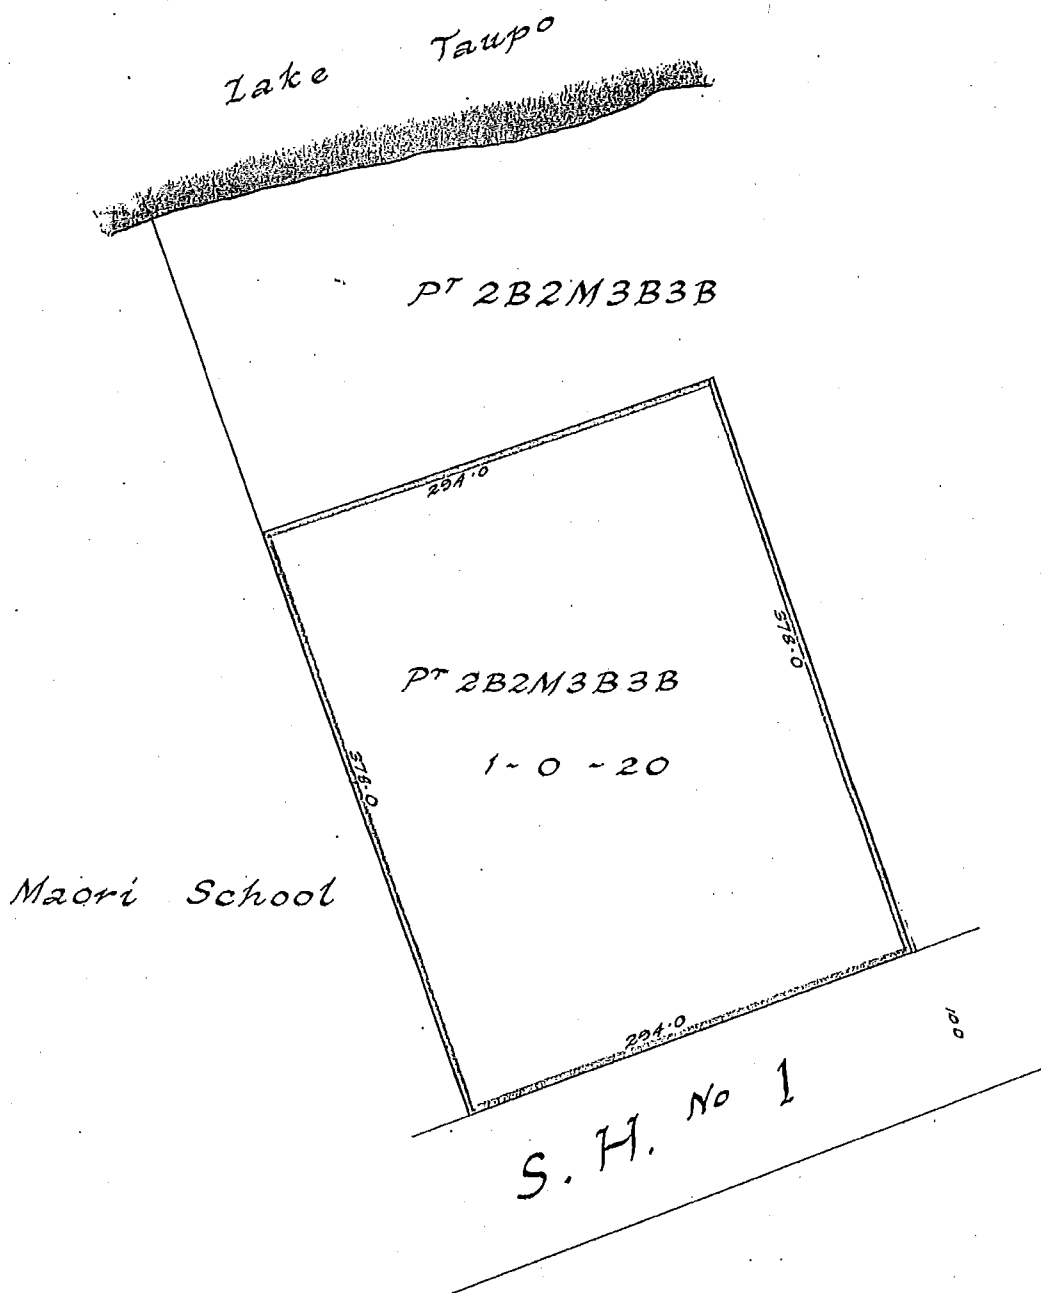 Lake Taupo
Pᵀ 2B2M3B3B
294·0
378·0
Pᵀ 2B2M3B3B
1-0-20
378·0
Maori School
294·0
100
S. H. No 1